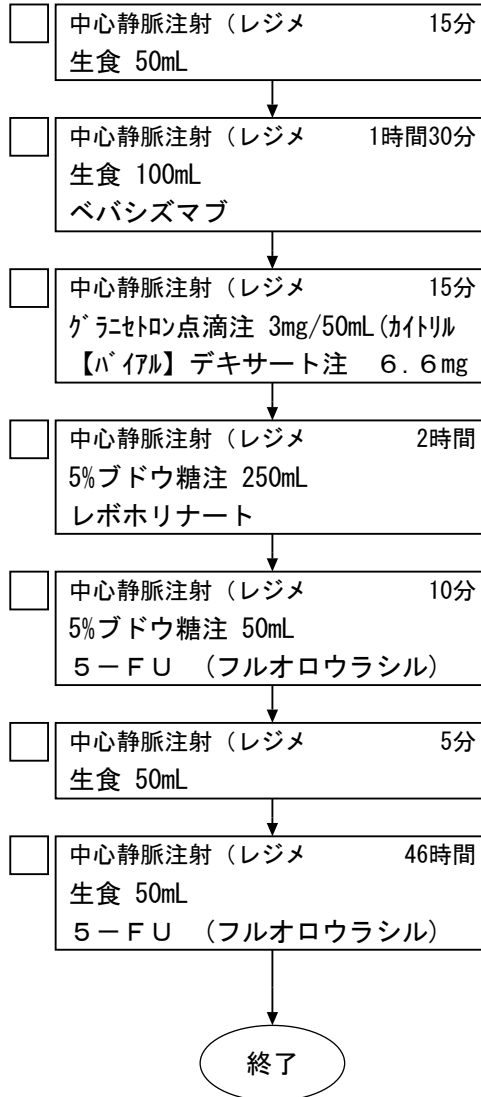 中心静脈注射（レジメ 15分
生食 50mL
中心静脈注射（レジメ 1時間30分
生食 100mL
ベバシズマブ
中心静脈注射（レジメ 15分
ｸﾞﾗﾆｾﾄﾛﾝ点滴注 3mg/50mL(ｶｲﾄﾘﾙ
【ﾊﾞｲｱﾙ】デキサート注　６.６mg
中心静脈注射（レジメ 2時間
5%ブドウ糖注 250mL
レボホリナート
中心静脈注射（レジメ 10分
5%ブドウ糖注 50mL
５－ＦＵ　（フルオロウラシル）
中心静脈注射（レジメ 5分
生食 50mL
中心静脈注射（レジメ 46時間
生食 50mL
５－ＦＵ　（フルオロウラシル）
終了